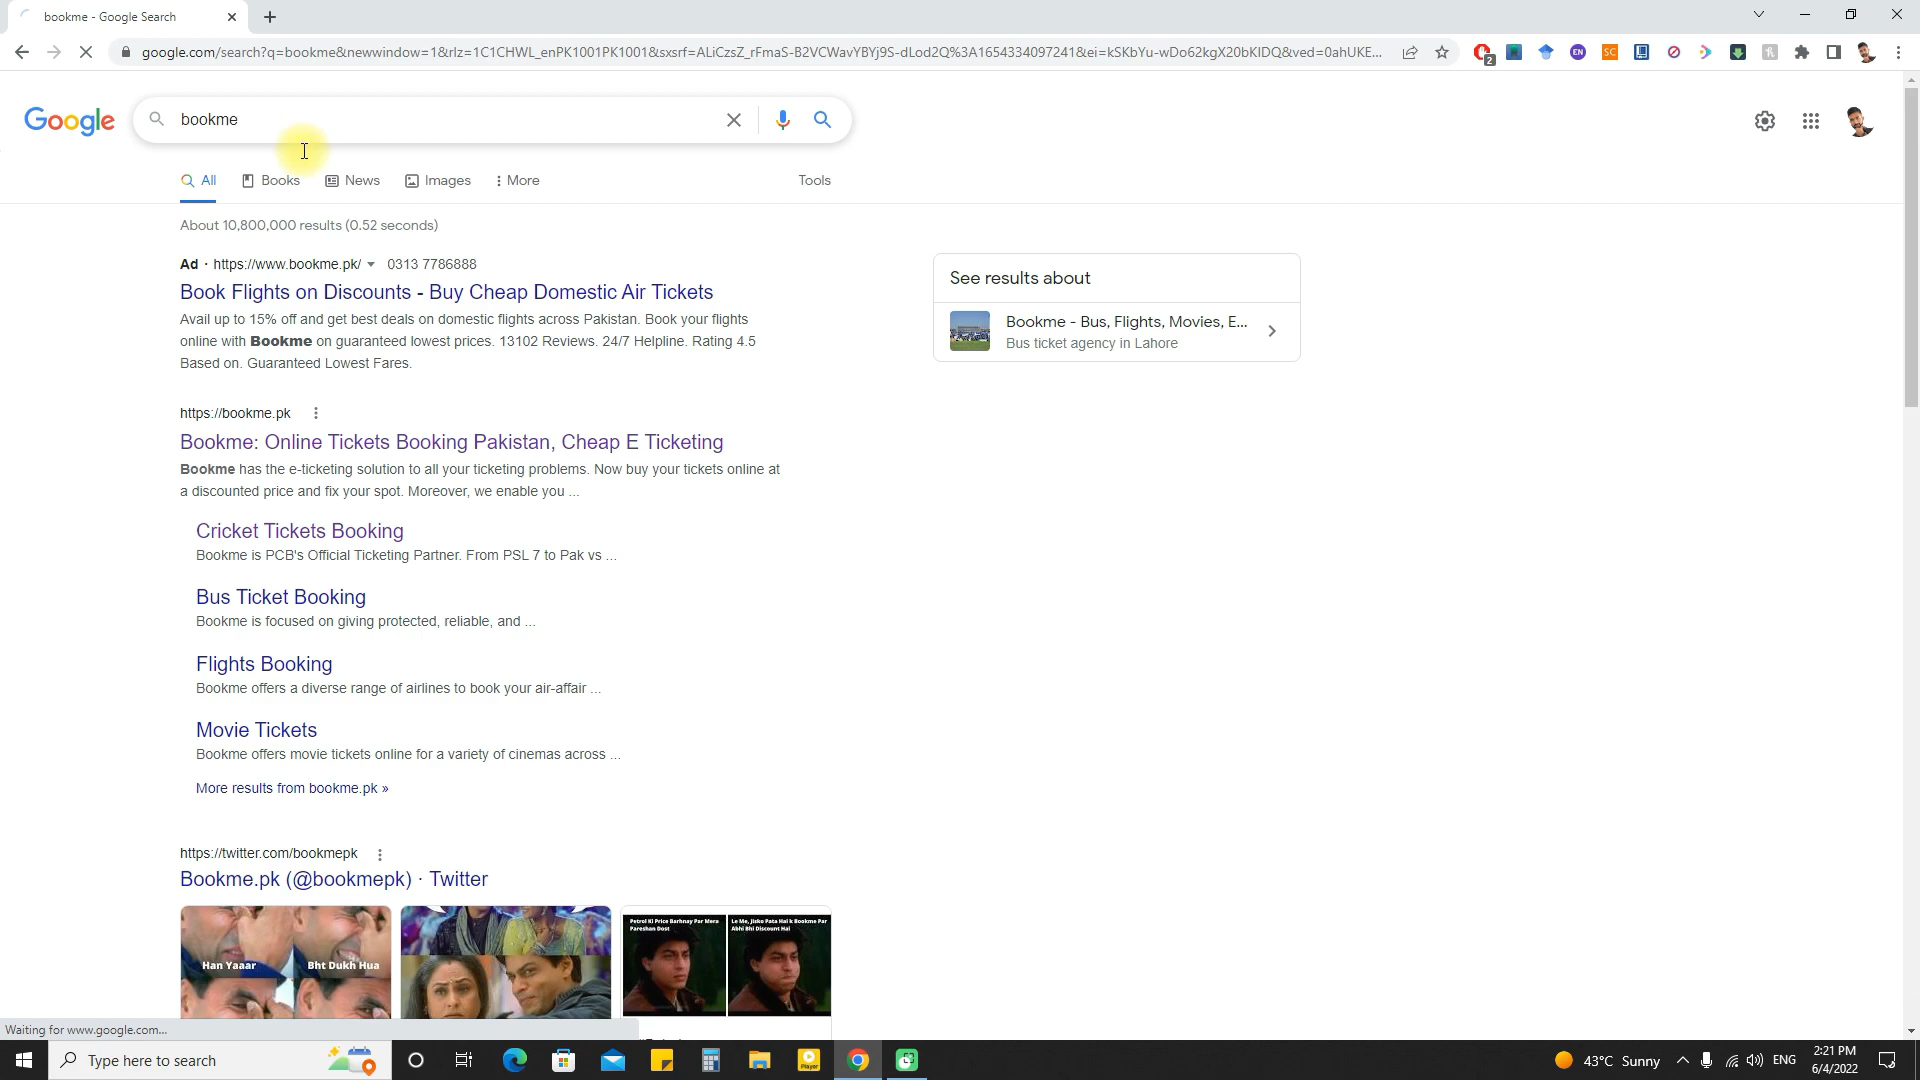 bookme - Google Search
google.com/search?q=bookme&newwindow=1&rlz=1C1CHWL_enPK1001PK1001&sxsrf=ALiCzsZ_rFmaS-B2VCWavYBYj9S-dLod2Q%3A1654334097241&ei=kSKbYu-wDo62kgX20bKIDQ&ved=0ahUKE...
2
EN
SC
Google
bookme
All
Books
News
Images
More
Tools
About 10,800,000 results (0.52 seconds)
Ad · https://www.bookme.pk/ 0313 7786888
Book Flights on Discounts - Buy Cheap Domestic Air Tickets
Avail up to 15% off and get best deals on domestic flights across Pakistan. Book your flights
online with Bookme on guaranteed lowest prices. 13102 Reviews. 24/7 Helpline. Rating 4.5
Based on. Guaranteed Lowest Fares.
See results about
Bookme - Bus, Flights, Movies, E...
Bus ticket agency in Lahore
https://bookme.pk
Bookme: Online Tickets Booking Pakistan, Cheap E Ticketing
Bookme has the e-ticketing solution to all your ticketing problems. Now buy your tickets online at
a discounted price and fix your spot. Moreover, we enable you ...
Cricket Tickets Booking
Bookme is PCB's Official Ticketing Partner. From PSL 7 to Pak vs ...
Bus Ticket Booking
Bookme is focused on giving protected, reliable, and ...
Flights Booking
Bookme offers a diverse range of airlines to book your air-affair ...
Movie Tickets
Bookme offers movie tickets online for a variety of cinemas across ...
More results from bookme.pk »
https://twitter.com/bookmepk
Bookme.pk (@bookmepk) · Twitter
Han Yaaar
Bht Dukh Hua
Petrol Ki Price Barhnay Par Mera
Pareshan Dost
Le Me, Jisko Pata Hai k Bookme Par
Abhi Bhi Discount Hai
Waiting for www.google.com...
Type here to search
Player
43°C Sunny
ENG
2:21 PM
6/4/2022